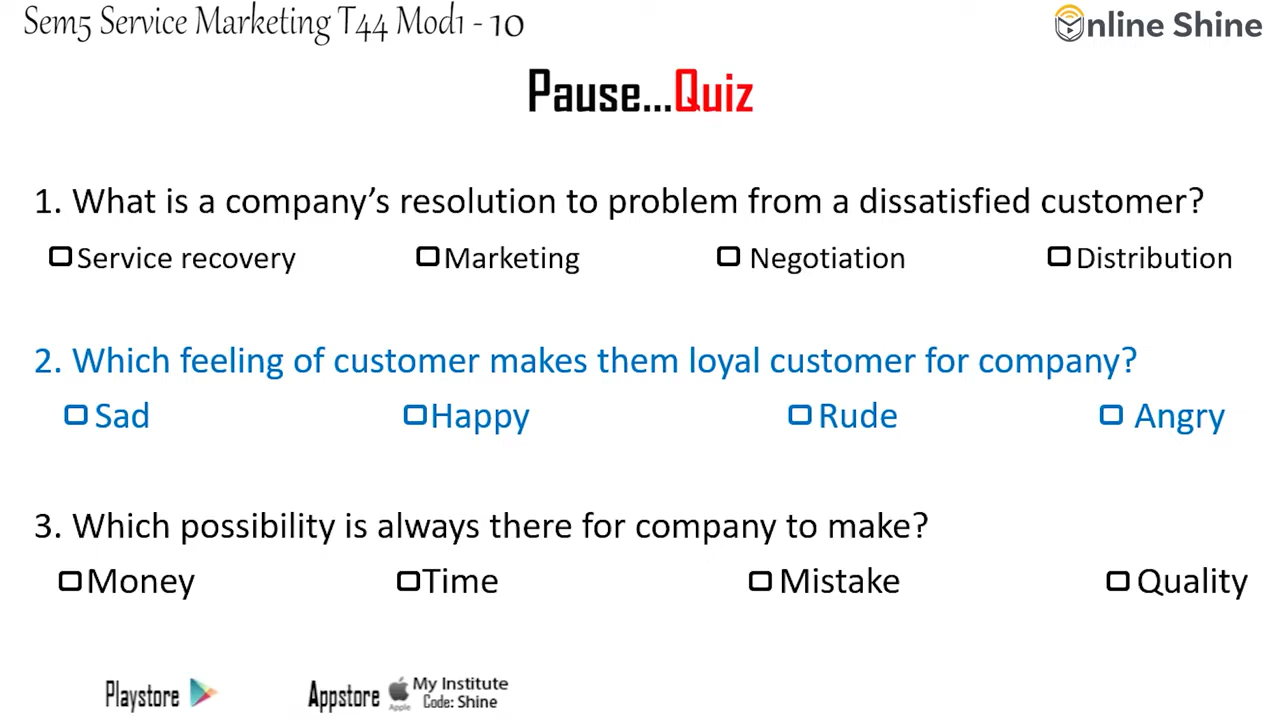 Sem5 Service Marketing T44 Mod1 - 10
Online Shine
Pause...Quiz
1. What is a company’s resolution to problem from a dissatisfied customer?
Service recovery Marketing Negotiation Distribution
2. Which feeling of customer makes them loyal customer for company?
Sad Happy Rude Angry
3. Which possibility is always there for company to make?
Money Time Mistake Quality
Playstore Appstore Apple My Institute
Code: Shine